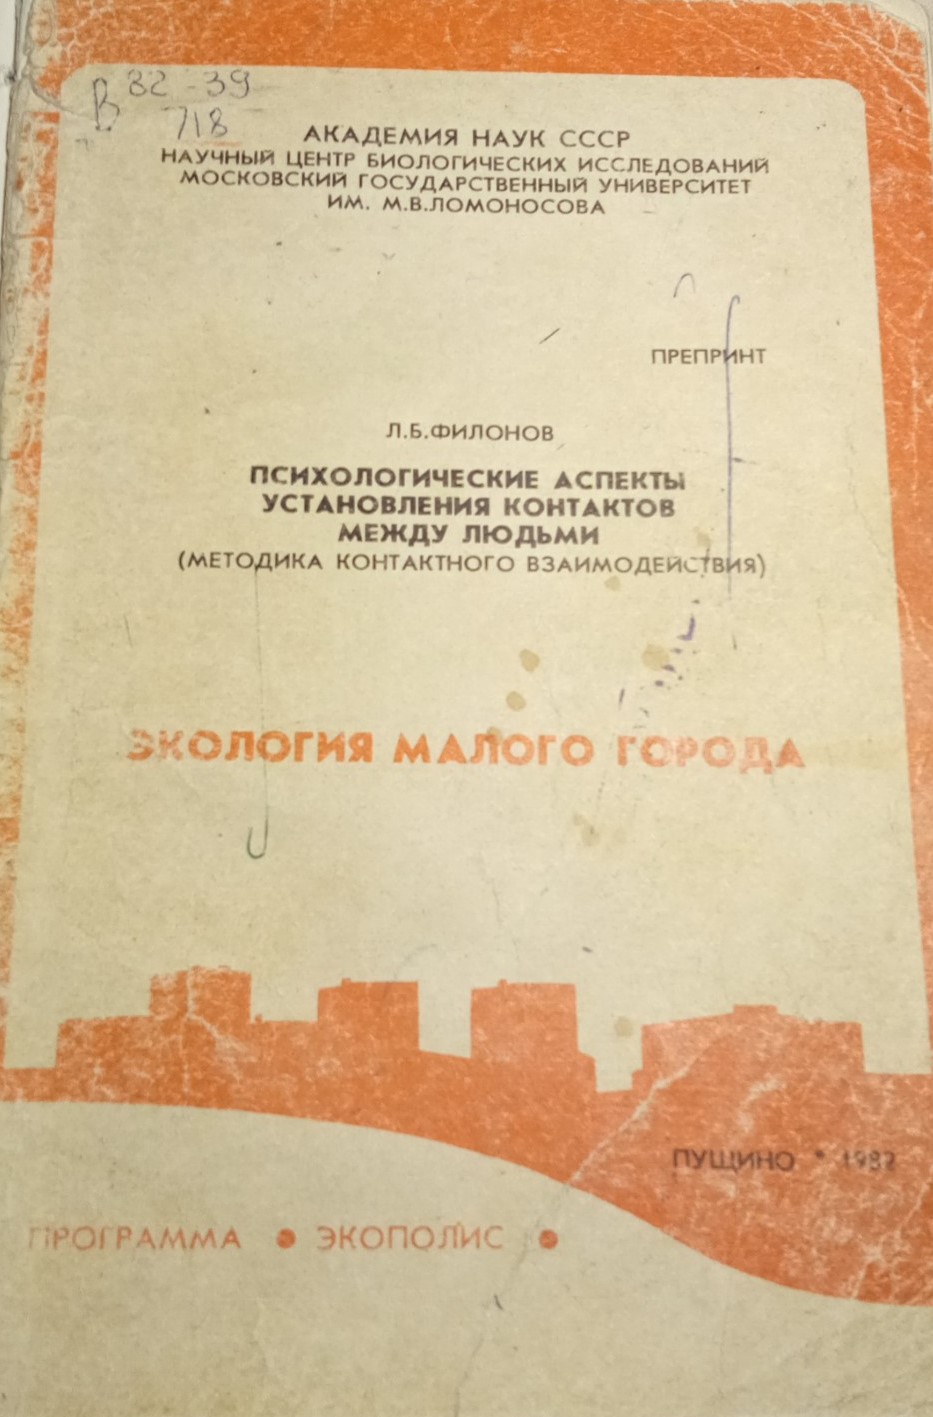 В 82-39
718
АКАДЕМИЯ НАУК СССР
НАУЧНЫЙ ЦЕНТР БИОЛОГИЧЕСКИХ ИССЛЕДОВАНИЙ
МОСКОВСКИЙ ГОСУДАРСТВЕННЫЙ УНИВЕРСИТЕТ
ИМ. М.В.ЛОМОНОСОВА
ПРЕПРИНТ
Л.Б.ФИЛОНОВ
ПСИХОЛОГИЧЕСКИЕ АСПЕКТЫ
УСТАНОВЛЕНИЯ КОНТАКТОВ
МЕЖДУ ЛЮДЬМИ
(МЕТОДИКА КОНТАКТНОГО ВЗАИМОДЕЙСТВИЯ)
ЭКОЛОГИЯ МАЛОГО ГОРОДА
ПУЩИНО • 1982
ПРОГРАММА • ЭКОПОЛИС •